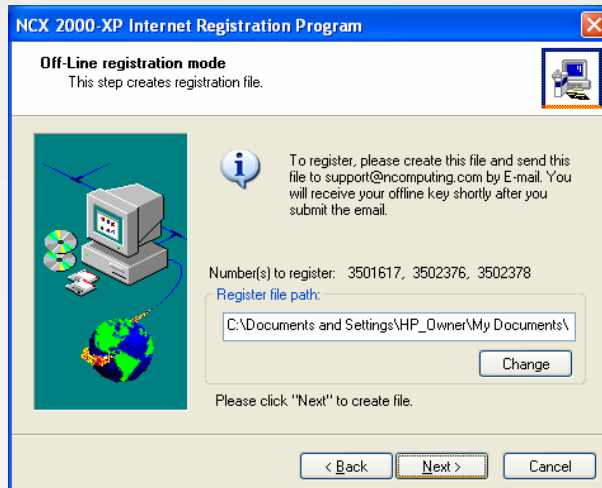 NCX 2000-XP Internet Registration Program
Off-Line registration mode
This step creates registration file.
To register, please create this file and send this
file to support@ncomputing.com by E-mail. You
will receive your offline key shortly after you
submit the email.
Number(s) to register: 3501617, 3502376, 3502378
Register file path:
C:\Documents and Settings\HP_Owner\My Documents\
Change
Please click "Next" to create file.
< Back Next > Cancel